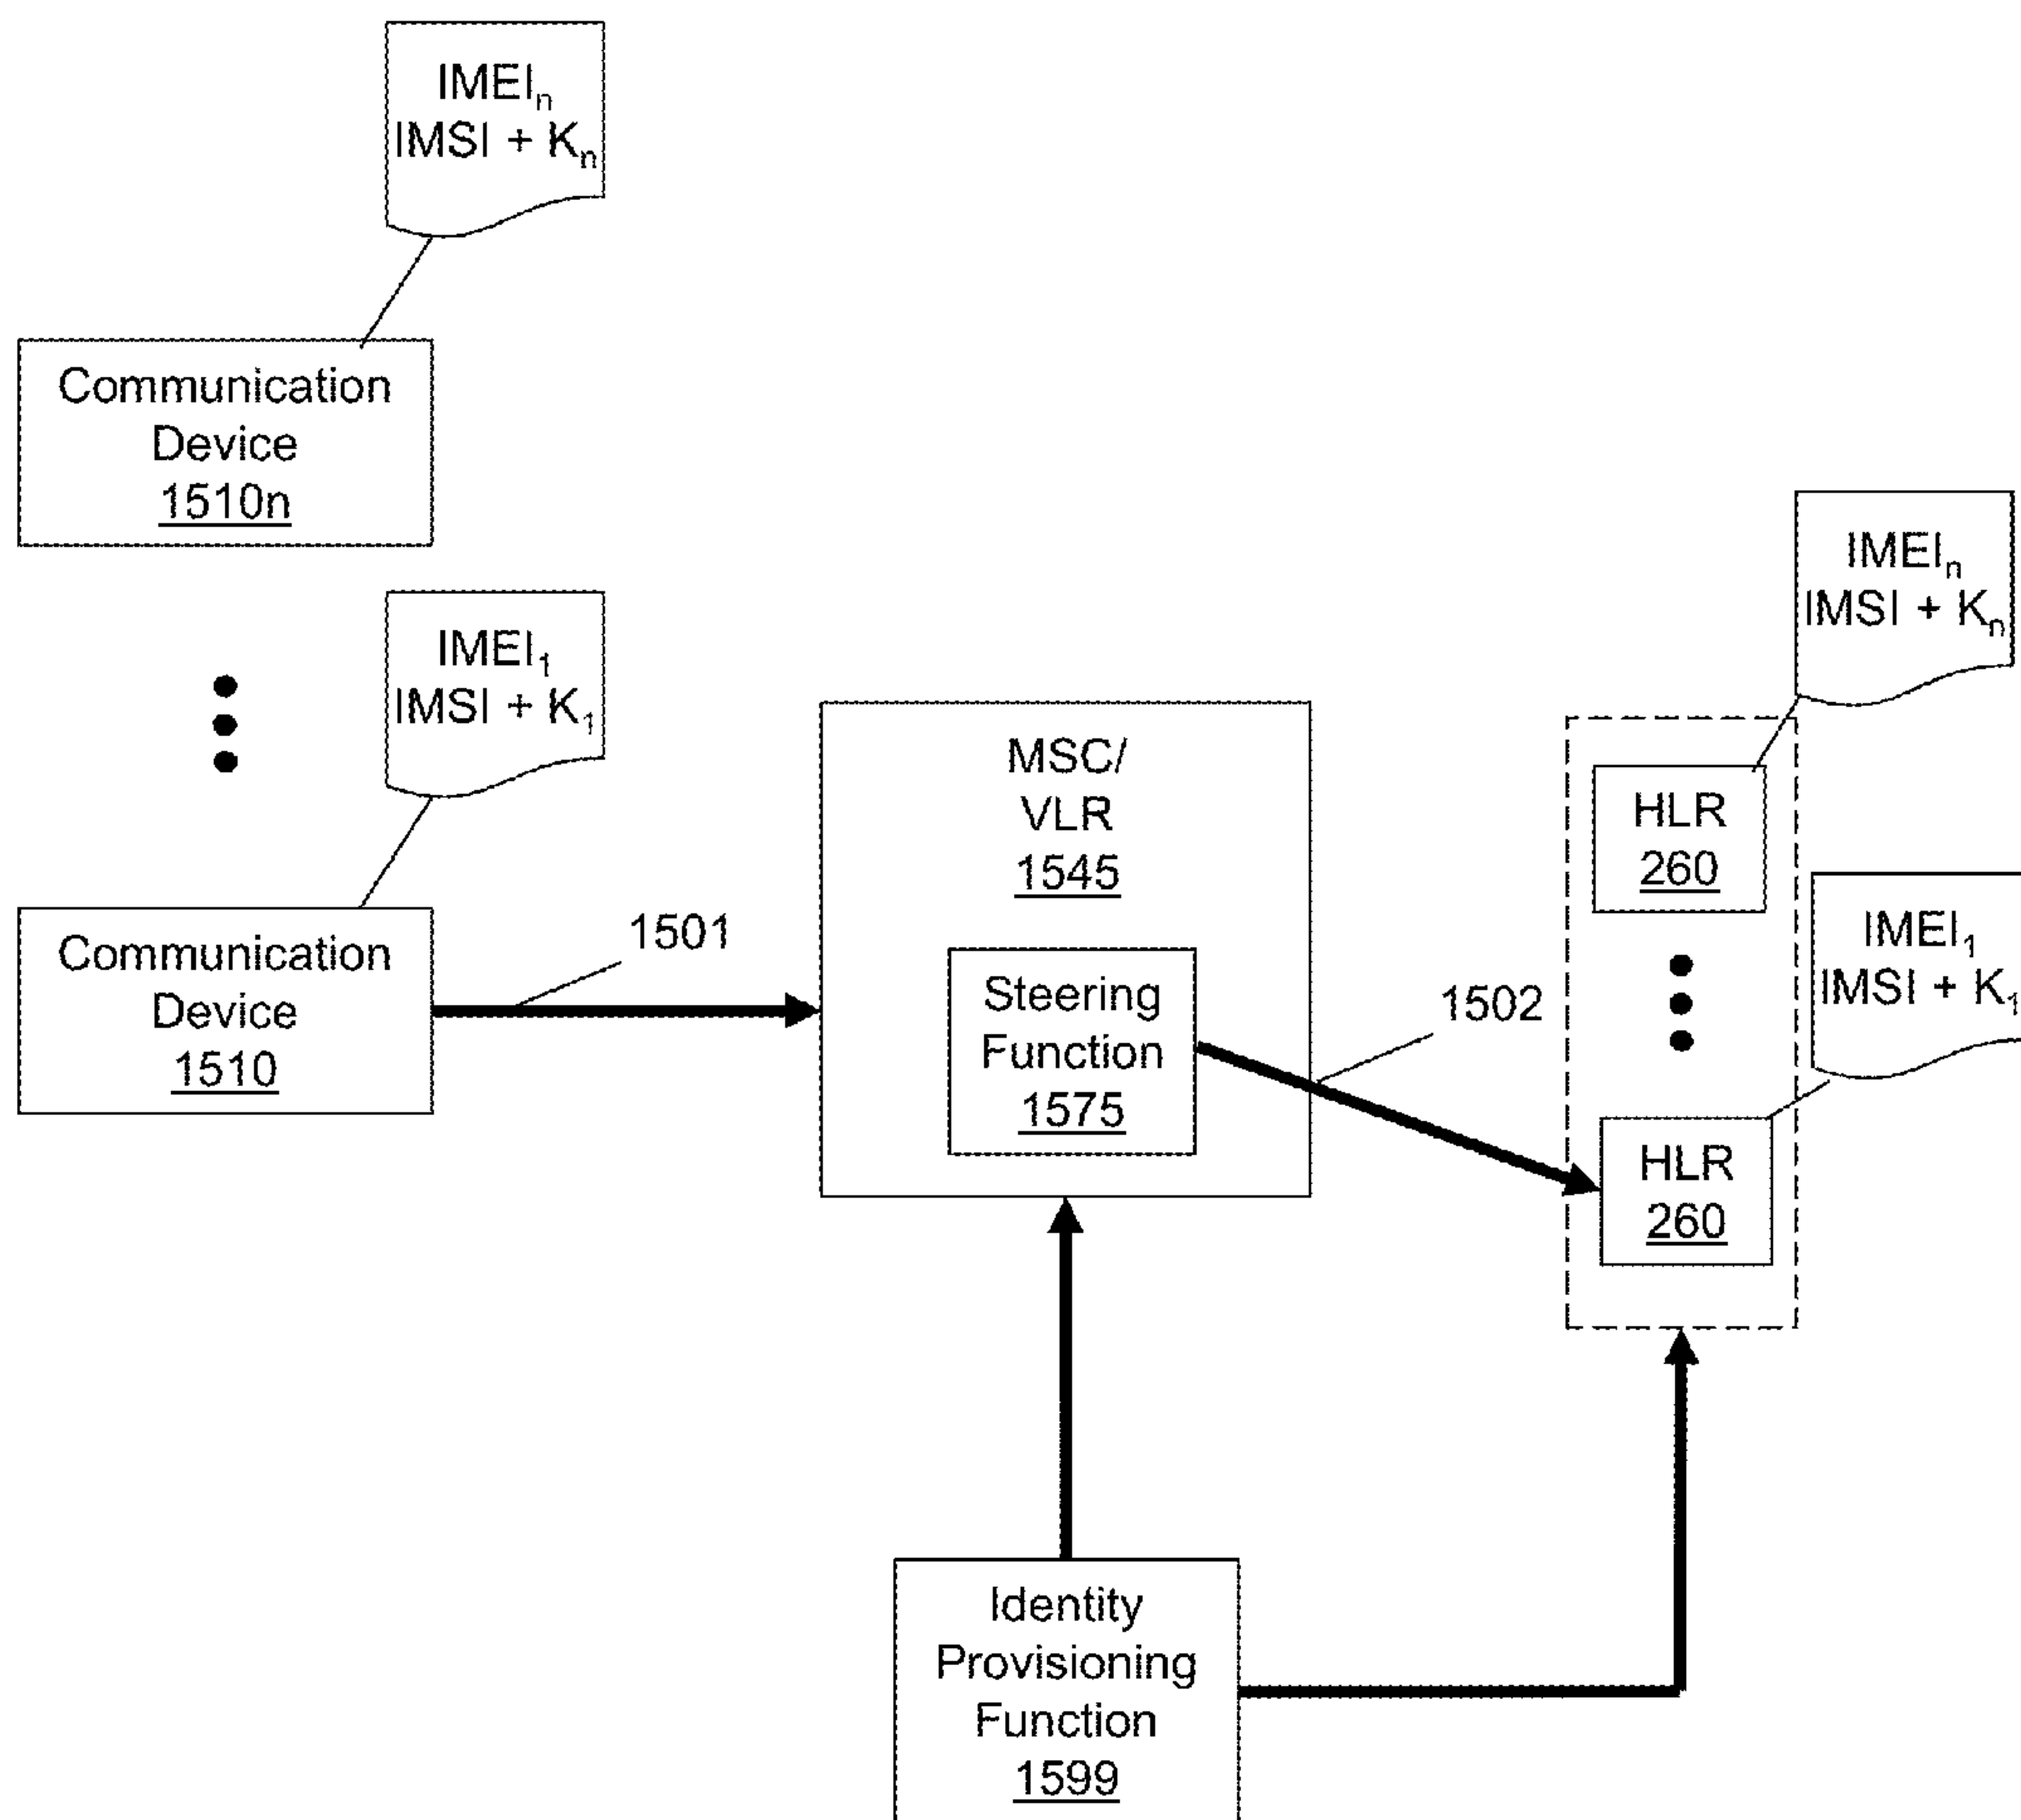 IMEIn
IMSI + Kn
Communication
Device
1510n
IMEI1
IMSI + K1
Communication
Device
1510
1501
MSC/
VLR
1545
Steering
Function
1575
1502
IMEIn
IMSI + Kn
HLR
260
IMEI1
IMSI + K1
HLR
260
Identity
Provisioning
Function
1599